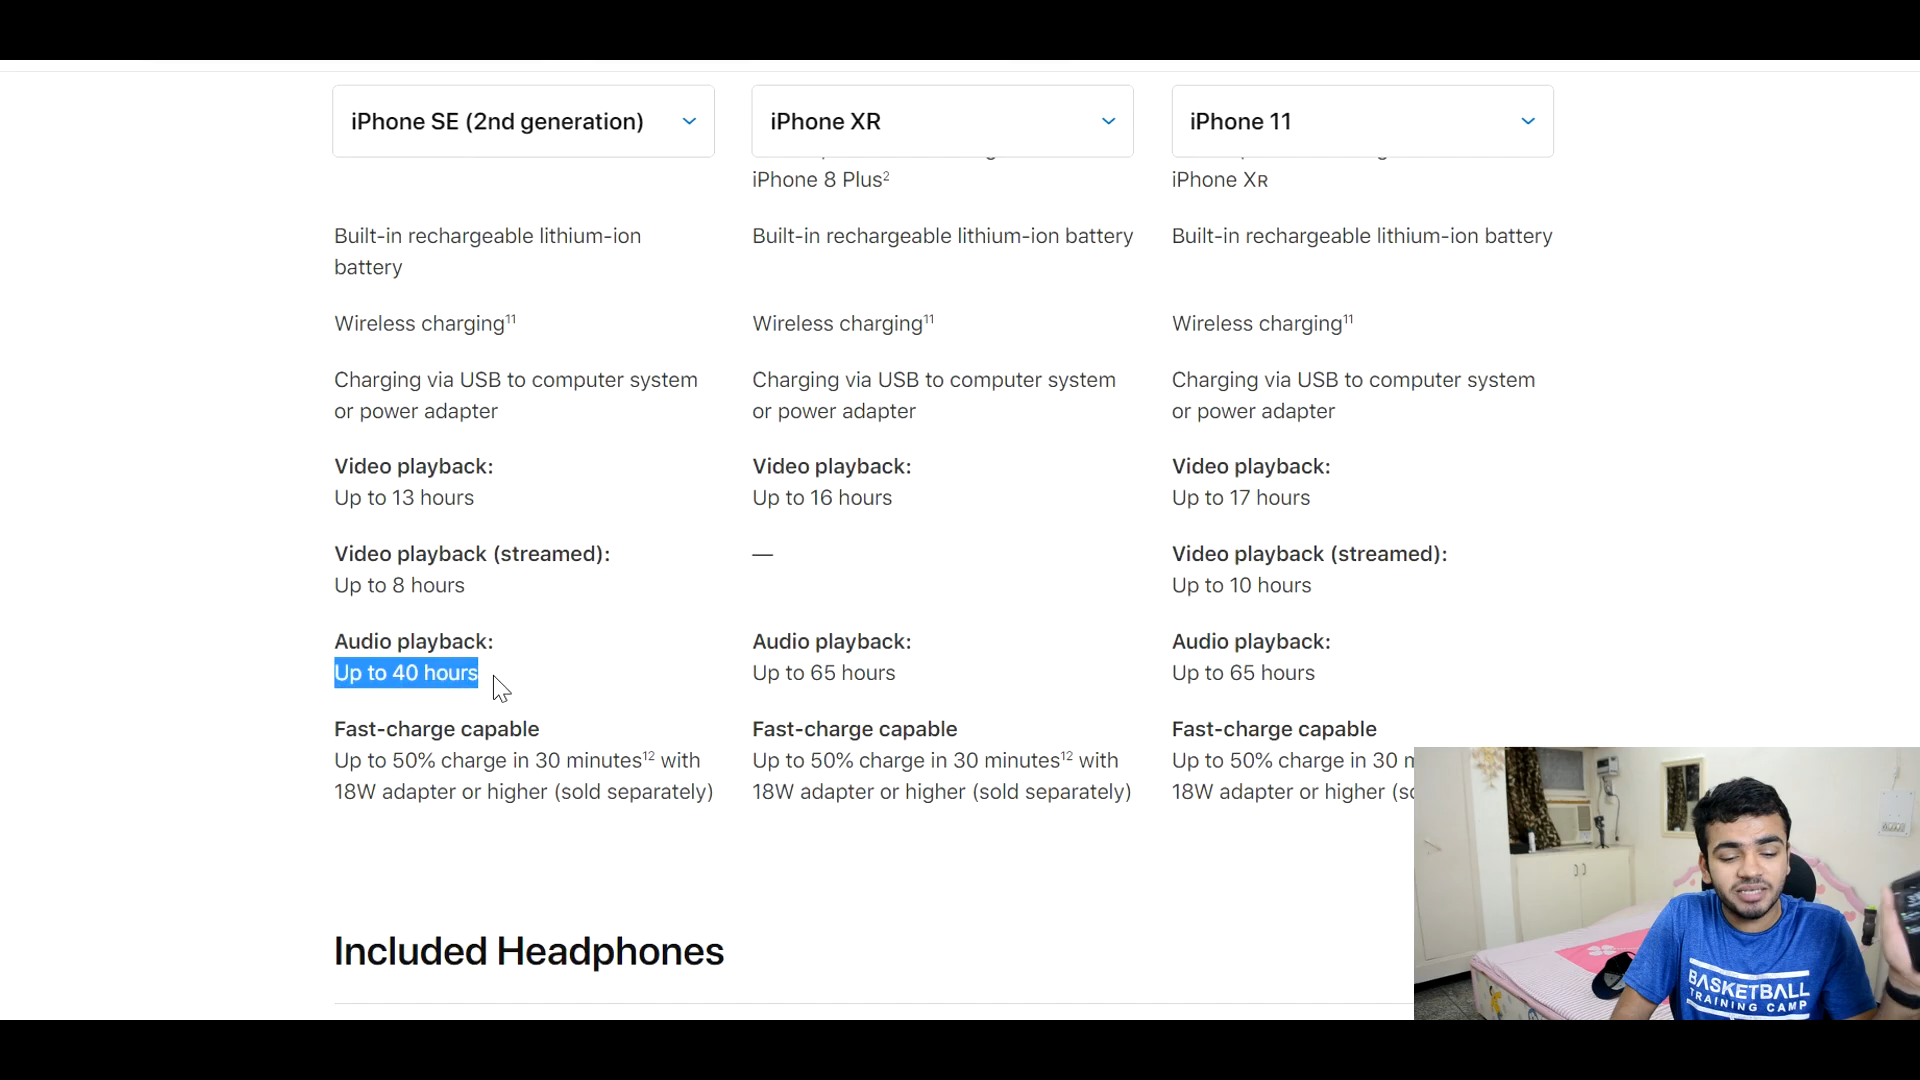 iPhone SE (2nd generation)
iPhone XR
iPhone 11
iPhone 8 Plus²
iPhone XR
Built-in rechargeable lithium-ion
battery
Built-in rechargeable lithium-ion battery
Built-in rechargeable lithium-ion battery
Wireless charging¹¹
Wireless charging¹¹
Wireless charging¹¹
Charging via USB to computer system
or power adapter
Charging via USB to computer system
or power adapter
Charging via USB to computer system
or power adapter
Video playback:
Up to 13 hours
Video playback:
Up to 16 hours
Video playback:
Up to 17 hours
Video playback (streamed):
Up to 8 hours
—
Video playback (streamed):
Up to 10 hours
Audio playback:
Up to 40 hours
Audio playback:
Up to 65 hours
Audio playback:
Up to 65 hours
Fast-charge capable
Up to 50% charge in 30 minutes¹² with
18W adapter or higher (sold separately)
Fast-charge capable
Up to 50% charge in 30 minutes¹² with
18W adapter or higher (sold separately)
Fast-charge capable
Up to 50% charge in 30
18W adapter or higher
Included Headphones
BASKETBALL
TRAINING CAMP